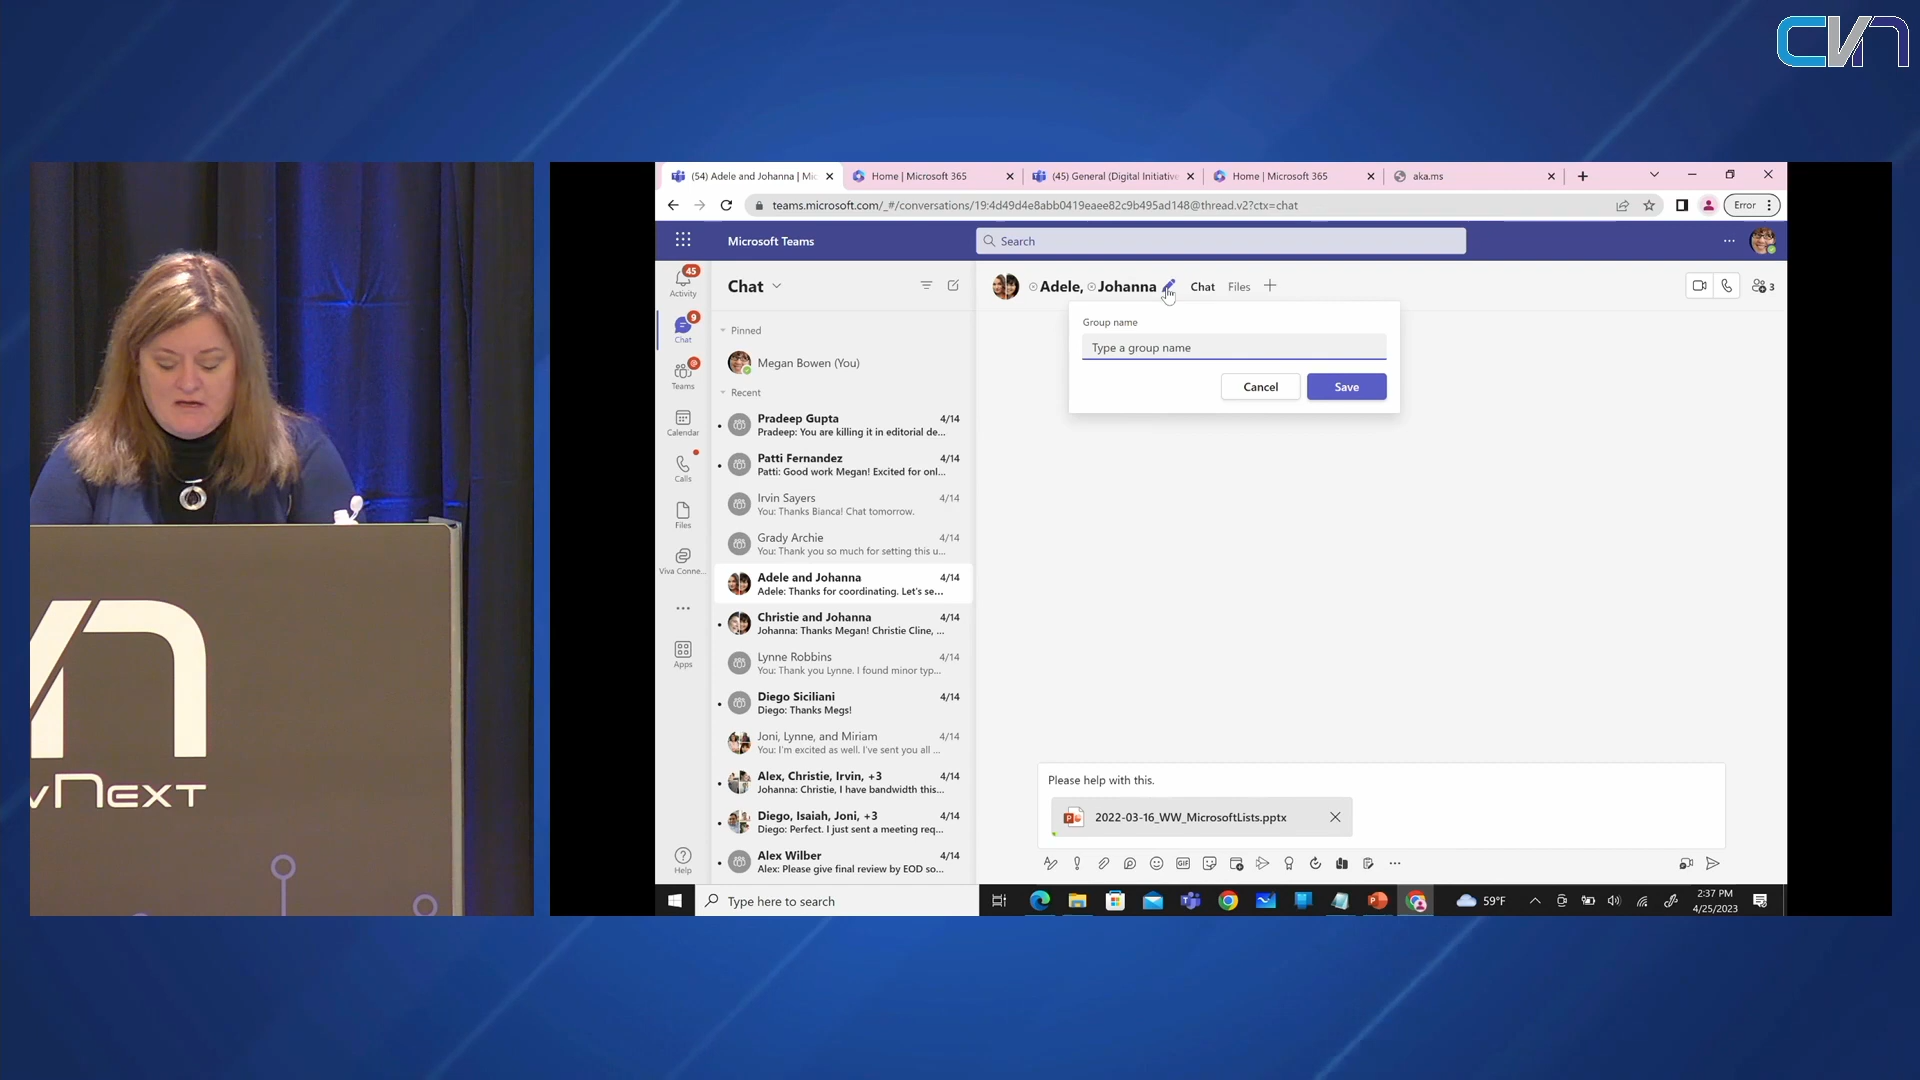 CVN
(54) Adele and Johanna | Mic
Home | Microsoft 365
(45) General (Digital Initiative
Home | Microsoft 365
aka.ms
teams.microsoft.com/_#/conversations/19:4d49d4e8abb0419eaee82c9b495ad148@thread.v2?ctx=chat
Error
Microsoft Teams
Search
45
Activity
9
Chat
@
Teams
Calendar
Calls
Files
Viva Conne...
Apps
Help
Chat
Pinned
Megan Bowen (You)
Recent
Pradeep Gupta 4/14
Pradeep: You are killing it in editorial de...
Patti Fernandez 4/14
Patti: Good work Megan! Excited for onl...
Irvin Sayers 4/14
You: Thanks Bianca! Chat tomorrow.
Grady Archie 4/14
You: Thank you so much for setting this u...
Adele and Johanna 4/14
Adele: Thanks for coordinating. Let's se...
Christie and Johanna 4/14
Johanna: Thanks Megan! Christie Cline, ...
Lynne Robbins 4/14
You: Thank you Lynne. I found minor typ...
Diego Siciliani 4/14
Diego: Thanks Megs!
Joni, Lynne, and Miriam 4/14
You: I'm excited as well. I've sent you all ...
Alex, Christie, Irvin, +3 4/14
Johanna: Christie, I have bandwidth this...
Diego, Isaiah, Joni, +3 4/14
Diego: Perfect. I just sent a meeting req...
Alex Wilber 4/14
Alex: Please give final review by EOD so...
Adele, Johanna Chat Files 3
Group name
Type a group name
Cancel Save
Please help with this.
2022-03-16_WW_MicrosoftLists.pptx
GIF
Type here to search
59°F
2:37 PM
4/25/2023
vNext